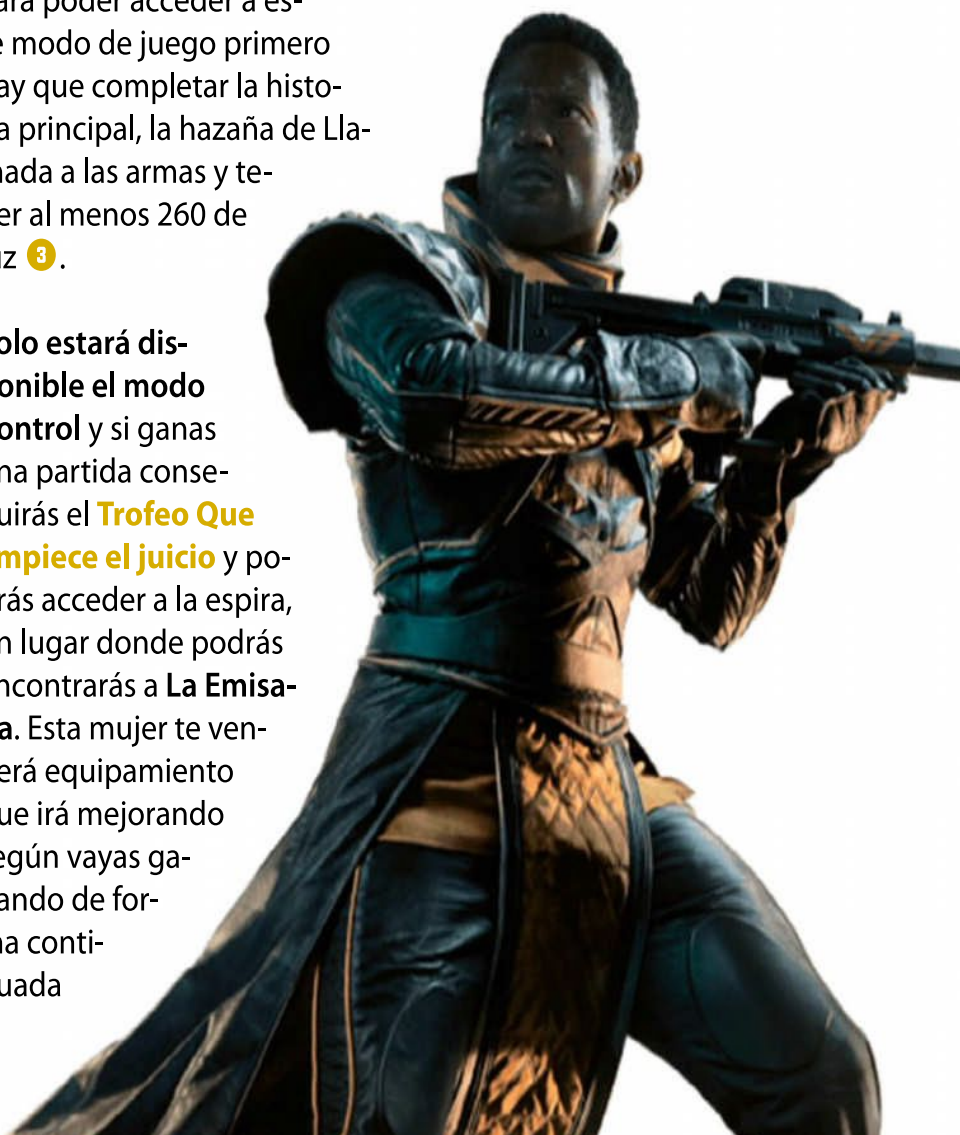 ara poder acceder a es-
e modo de juego primero
ay que completar la histo-
a principal, la hazaña de Lla-
nada a las armas y te-
er al menos 260 de
uz 3.
olo estará dis-
onible el modo
ontrol y si ganas
na partida conse-
uirás el Trofeo Que
mpiece el juicio y po-
rás acceder a la espira,
n lugar donde podrás
ncontrarás a La Emisa-
a. Esta mujer te ven-
erá equipamiento
ue irá mejorando
egún vayas ga-
ando de for-
na conti-
uada